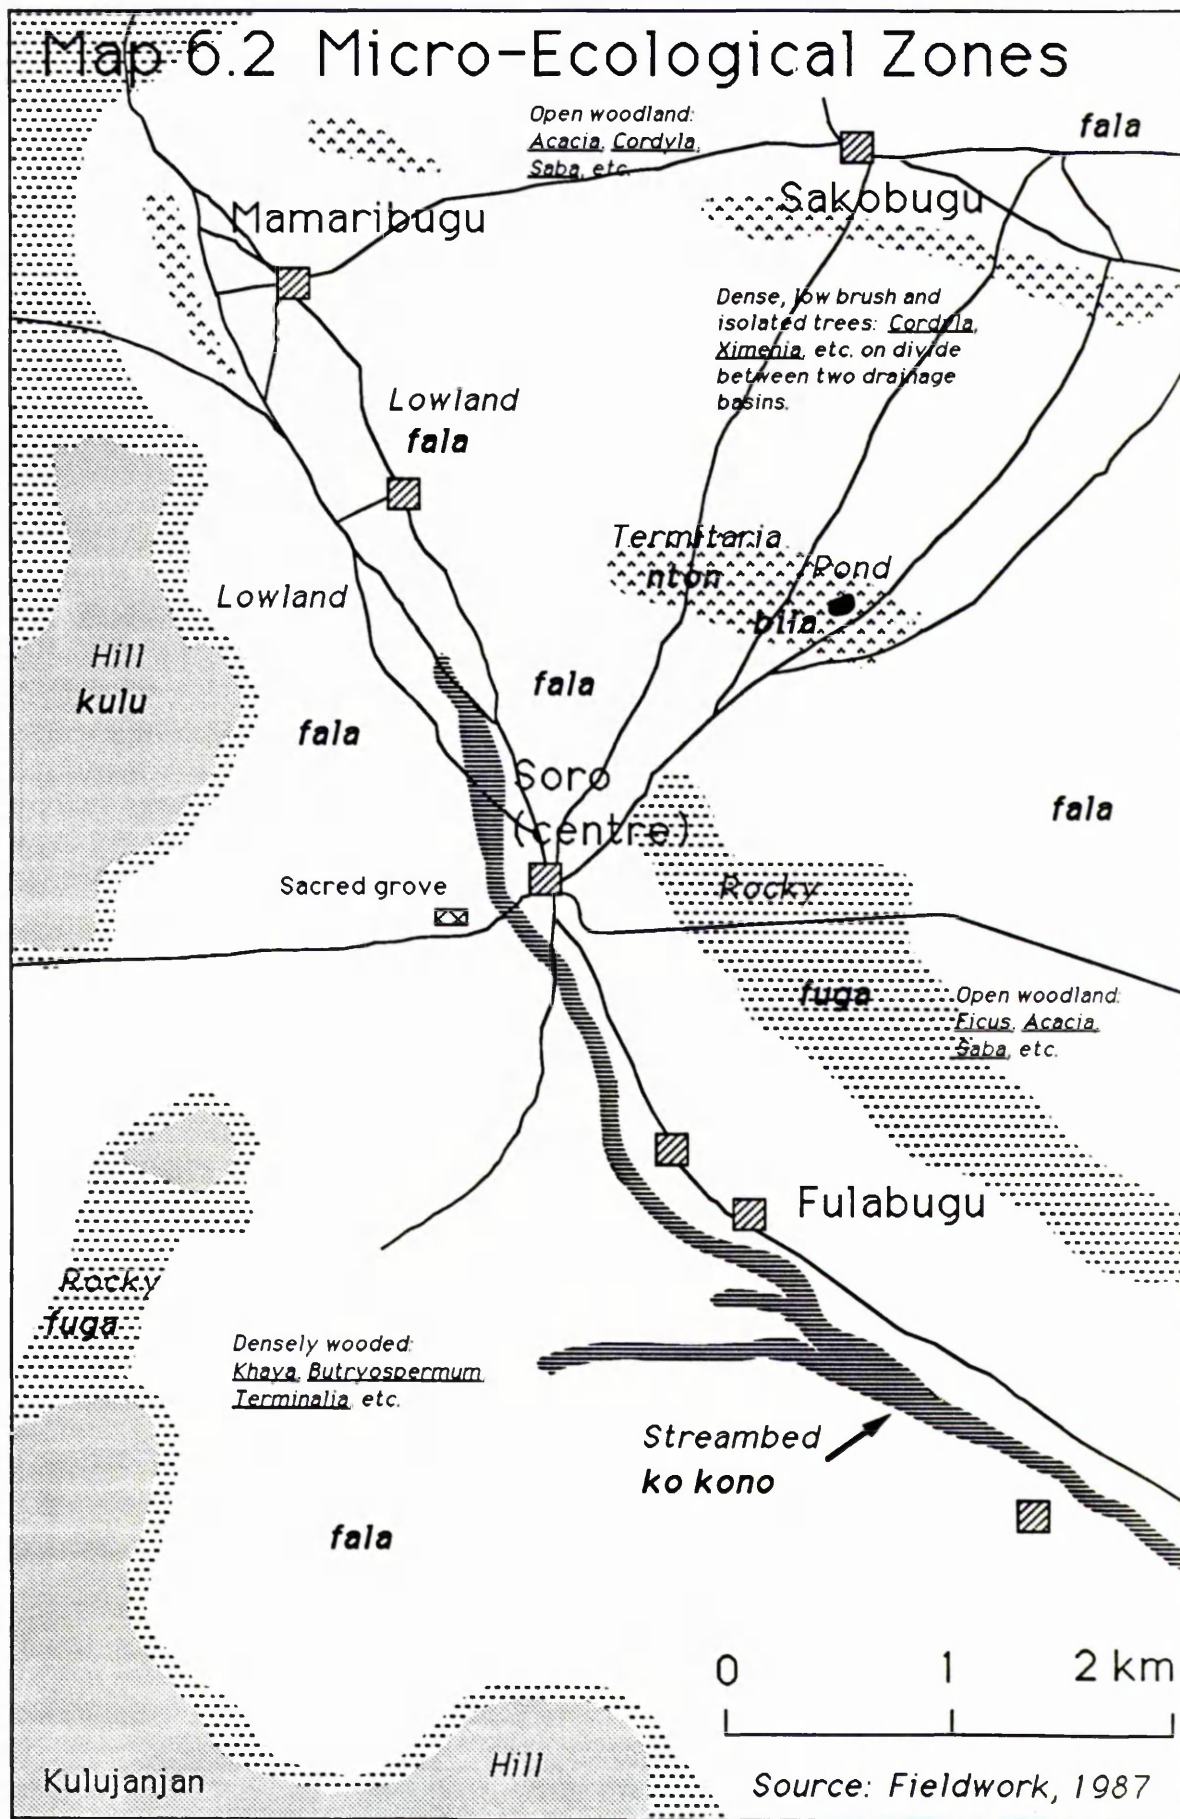 Map 6.2 Micro-Ecological Zones
Open woodland:
Acacia, Cordyla,
Saba, etc.
fala
Sakobugu
Mamaribugu
Dense, low brush and
isolated trees: Cordyla,
Ximenia, etc. on divide
between two drainage
basins.
Lowland
fala
Termitaria
nton
Pond
bila
Lowland
Hill
kulu
fala
fala
Soro
(centre)
fala
Sacred grove
Rocky
fuga
Open woodland:
Ficus, Acacia,
Saba, etc.
Fulabugu
Rocky
fuga
Densely wooded:
Khaya, Butryospermum,
Terminalia, etc.
Streambed
ko kono
fala
0 1 2 km
Hill
Kulujanjan
Source: Fieldwork, 1987